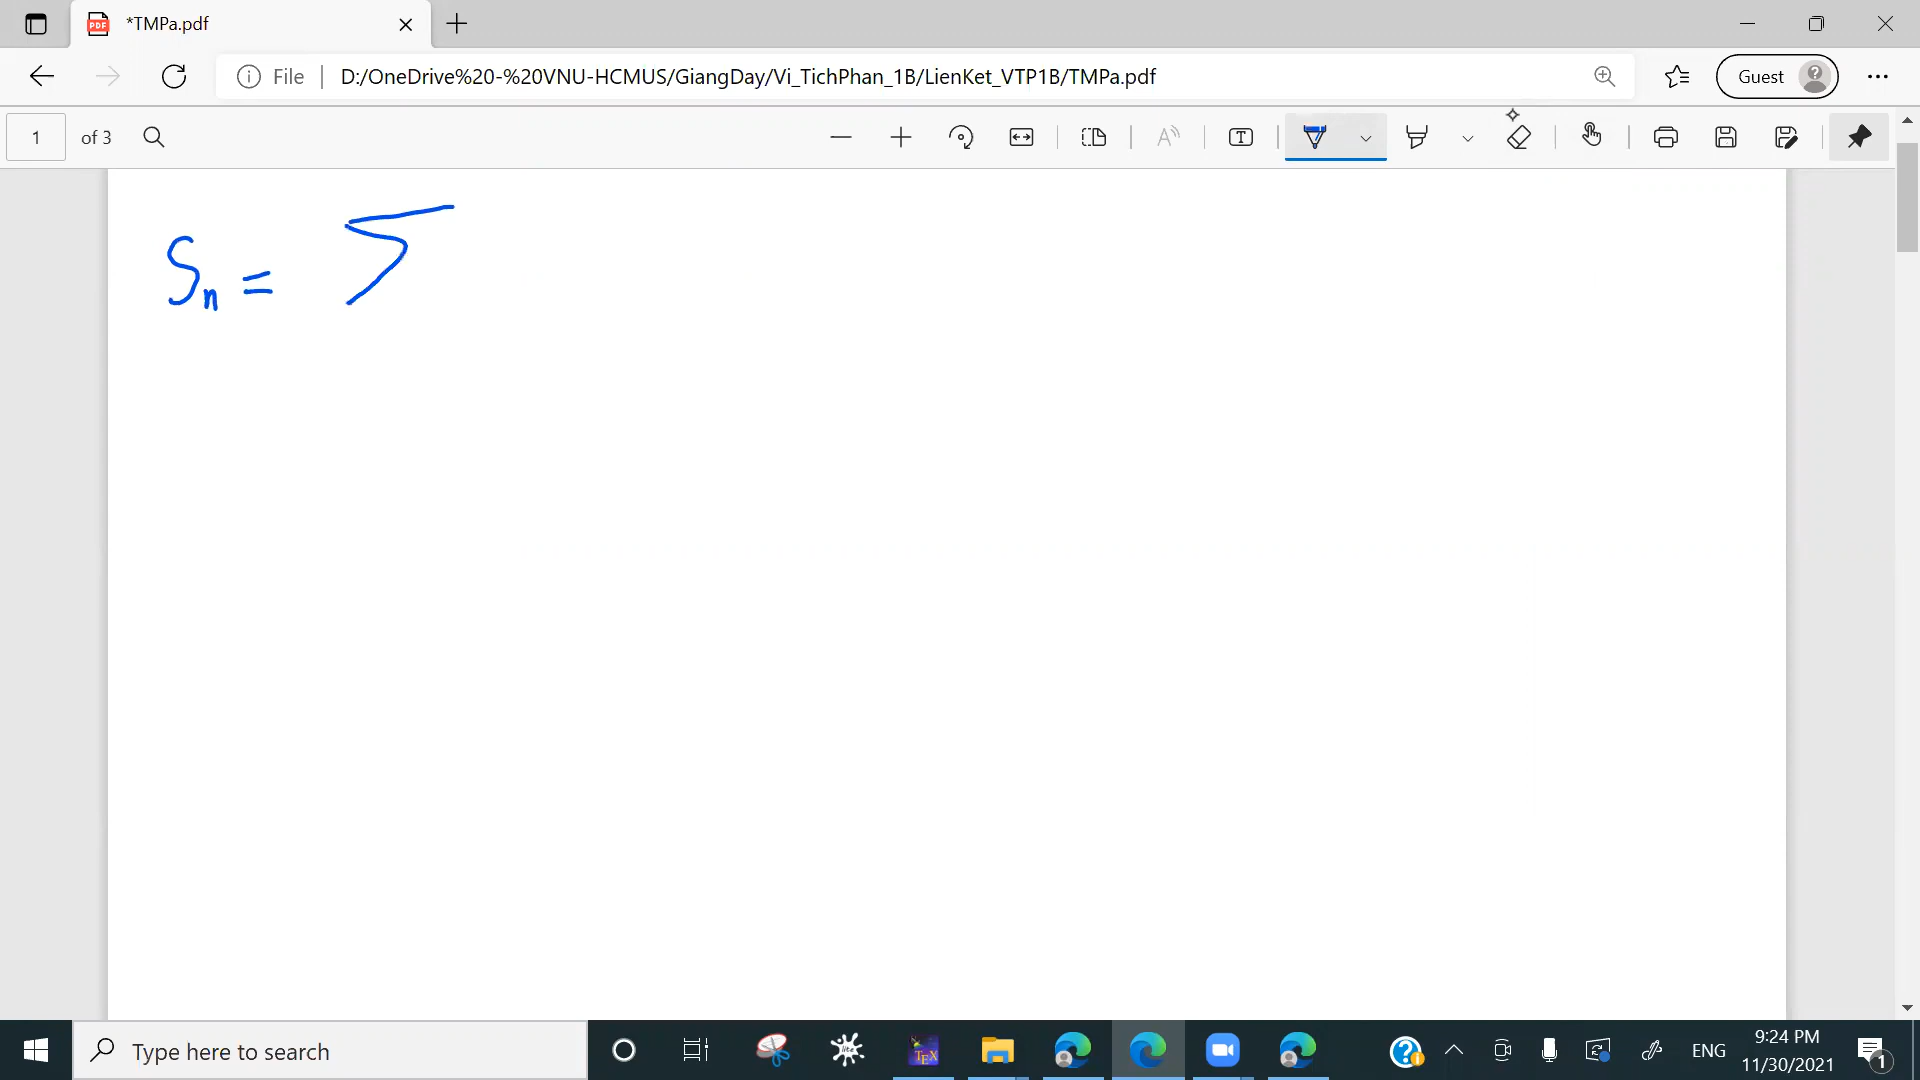 *TMPa.pdf
File D:/OneDrive%20-%20VNU-HCMUS/GiangDay/Vi_TichPhan_1B/LienKet_VTP1B/TMPa.pdf Guest
1 of 3
Sₙ = Σ
Type here to search
ENG
9:24 PM
11/30/2021
1